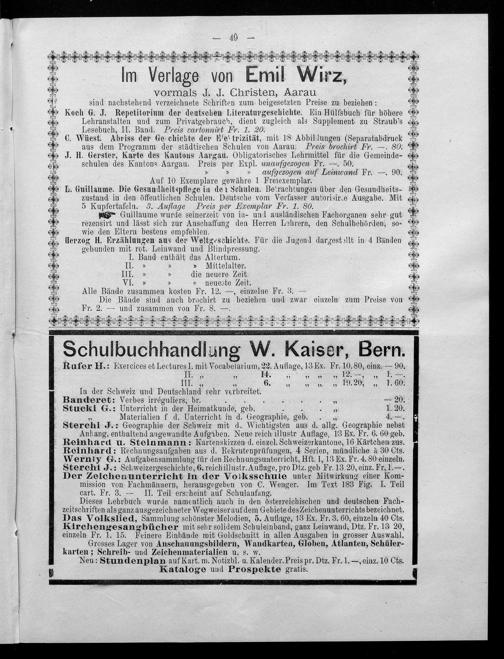 — 49 —
Im Verlage von Emil Wirz,
vormals J. J. Christen, Aarau
sind nachstehend verzeichnete Schriften zum beigesetzten Preise zu beziehen:
Koch G. J. Repetitorium der deutschen Literaturgeschichte. Ein Hülfsbuch für höhere
Lehranstalten und zum Privatgebrauch, dient zugleich als Supplement zu Straub's
Lesebuch, II. Band. Preis cartonnirt Fr. 1. 20.
C. Wüest. Abriss der Geschichte der Elektrizität, mit 18 Abbildungen (Separatabdruck
aus dem Programm der städtischen Schulen von Aarau. Preis brochirt Fr. —. 80.
J. H. Gerster, Karte des Kantons Aargau. Obligatorisches Lehrmittel für die Gemeinde-
schulen des Kantons Aargau. Preis per Expl. unaufgezogen Fr. —. 50.
» » » aufgezogen auf Leinwand Fr. —. 90.
Auf 10 Exemplare gewähre 1 Freiexemplar.
L. Guillaume. Die Gesundheitspflege in den Schulen. Betrachtungen über den Gesundheits-
zustand in den öffentlichen Schulen. Deutsche vom Verfasser autorisirte Ausgabe. Mit
5 Kupfertafeln. 3. Auflage Preis per Exemplar Fr. 1. 80.
Guillaume wurde seinerzeit von in- und ausländischen Fachorganen sehr gut
rezensirt und lässt sich zur Anschaffung den Herren Lehrern, den Schulbehörden, so-
wie den Eltern bestens empfehlen.
Herzog H. Erzählungen aus der Weltgeschichte. Für die Jugend dargestellt in 4 Bänden
gebunden mit rot. Leinwand und Blindpressung.
I. Band enthält das Altertum.
II. » » » Mittelalter.
III. » » die neuere Zeit.
VI. » » » neueste Zeit.
Alle Bände zusammen kosten Fr. 12. —, einzelne Fr. 3. —
Die Bände sind auch brochirt zu beziehen und zwar einzeln zum Preise von
Fr. 2. — und zusammen von Fr. 8. —.
Schulbuchhandlung W. Kaiser, Bern.
Rufer H.: Exercices et Lectures I. mit Vocabularium, 22. Auflage, 13 Ex. Fr. 10.80, einz. — 90.
II. „ „ 14. „ „ „ „ 12. —, „ 1. —.
III. „ „ 6. „ „ „ „ 19.20, „ 1. 60.
In der Schweiz und Deutschland sehr verbreitet.
Banderet: Verbes irréguliers, br. . . . . . . „ — 20.
Stucki G.: Unterricht in der Heimatkunde, geb. . . . . „ 1. 20.
„ Materialien f d. Unterricht in d. Geographie, geb. . . . „ 4. —.
Sterchi J.: Geographie der Schweiz mit d. Wichtigsten aus d. allg. Geographie nebst
Anhang, enthaltend angewandte Aufgaben. Neue reich illustr Auflage, 13 Ex. Fr. 6. 60 geb.
Reinhard u. Steinmann: Kartenskizzen d. einzel. Schweizerkantone, 16 Kärtchen zus.
Reinhard: Rechnungsaufgaben aus d. Rekrutenprüfungen, 4 Serien, mündliche à 30 Cts.
Wernly G.: Aufgabensammlung für den Rechnungsunterricht, Hft. 1, 13 Ex. Fr. 4. 80 einzeln.
Sterchi J.: Schweizergeschichte, 6. reich illustr. Auflage, pro Dtz. geb Fr. 13 20, einz. Fr. 1.—.
Der Zeichenunterricht in der Volksschule unter Mitwirkung einer Kom-
mission von Fachmännern, herausgegeben von C. Wenger. Im Text 183 Fig. I. Teil
cart. Fr. 3. — II. Teil erscheint auf Schulanfang.
Dieses Lehrbuch wurde namentlich auch in den österreichischen und deutschen Fach-
zeitschriften als ganz ausgezeichneter Wegweiser auf dem Gebiete des Zeichenunterrichts bezeichnet.
Das Volkslied, Sammlung schönster Melodien, 5. Auflage, 13 Ex. Fr. 3. 60, einzeln 40 Cts.
Kirchengesangbücher mit sehr solidem Schuleinband, ganz Leinwand, Dtz. Fr. 13 20,
einzeln Fr. 1. 15. Feinere Einbände mit Goldschnitt in allen Ausgaben in grosser Auswahl.
Grosses Lager von Anschauungsbildern, Wandkarten, Globen, Atlanten, Schüler-
karten; Schreib- und Zeichenmaterialien u. s. w.
Neu: Stundenplan auf Kart. m. Notizbl. u. Kalender. Preis pr. Dtz. Fr. 1. —, einz. 10 Cts.
Kataloge und Prospekte gratis.